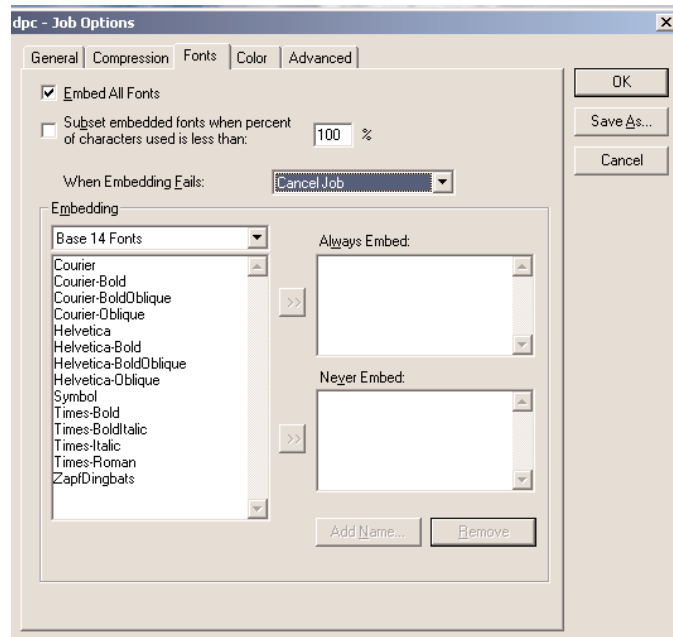 dpc - Job Options
General
Compression
Fonts
Color
Advanced
OK
Save As...
Cancel
Embed All Fonts
Subset embedded fonts when percent
of characters used is less than:
100 %
When Embedding Fails:
Cancel Job
Embedding
Base 14 Fonts
Courier
Courier-Bold
Courier-BoldOblique
Courier-Oblique
Helvetica
Helvetica-Bold
Helvetica-BoldOblique
Helvetica-Oblique
Symbol
Times-Bold
Times-BoldItalic
Times-Italic
Times-Roman
ZapfDingbats
>>
>>
Always Embed:
Never Embed:
Add Name...
Remove